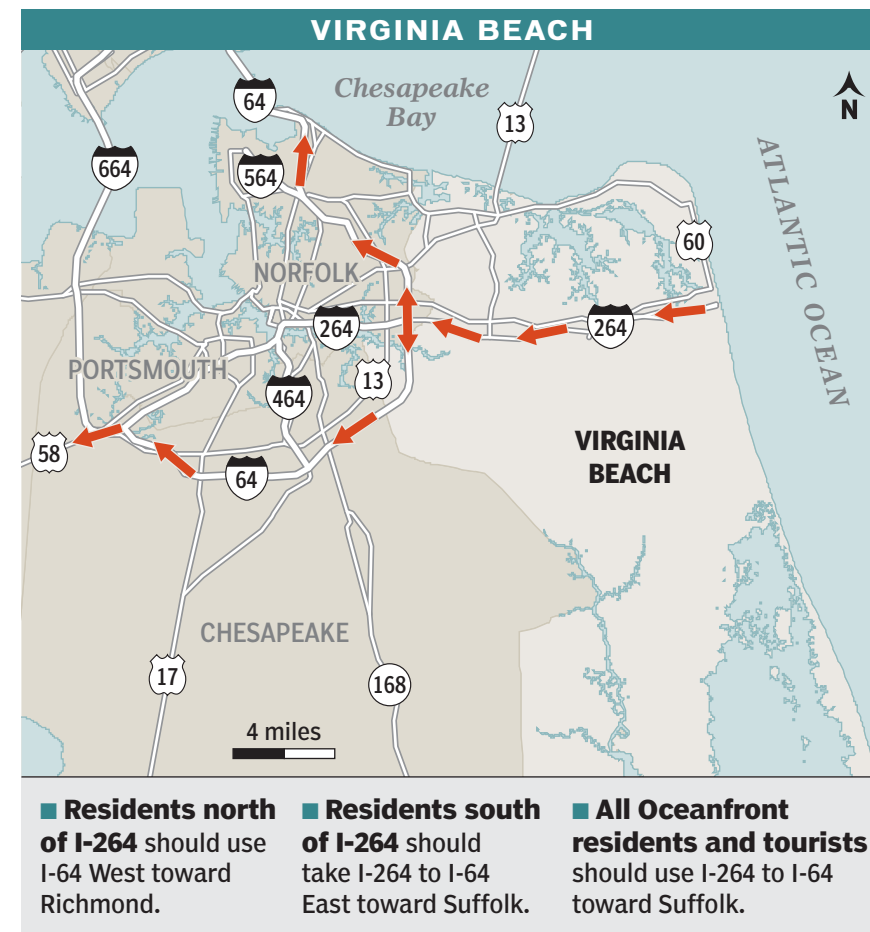 VIRGINIA BEACH
64
Chesapeake
Bay
13
N
664
564
ATLANTIC OCEAN
60
NORFOLK
264
264
PORTSMOUTH
13
464
58
64
VIRGINIA
BEACH
CHESAPEAKE
17
168
4 miles
■ Residents north
of I-264 should use
I-64 West toward
Richmond.
■ Residents south
of I-264 should
take I-264 to I-64
East toward Suffolk.
■ All Oceanfront
residents and tourists
should use I-264 to I-64
toward Suffolk.